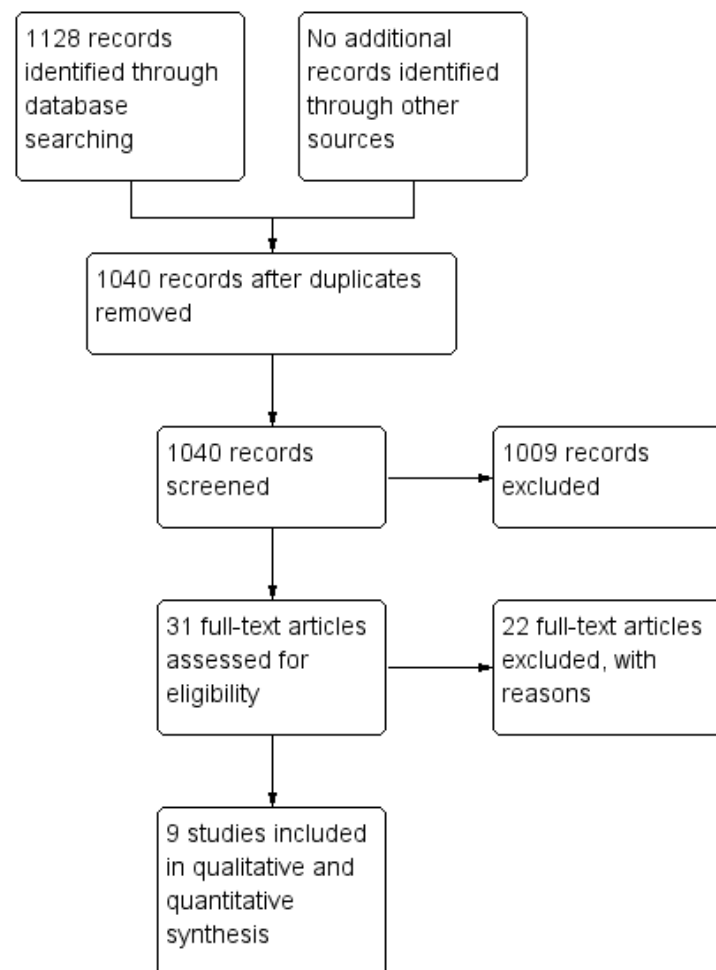 1128 records
identified through
database
searching
No additional
records identified
through other
sources
1040 records after duplicates
removed
1040 records
screened
1009 records
excluded
31 full-text articles
assessed for
eligibility
22 full-text articles
excluded, with
reasons
9 studies included
in qualitative and
quantitative
synthesis